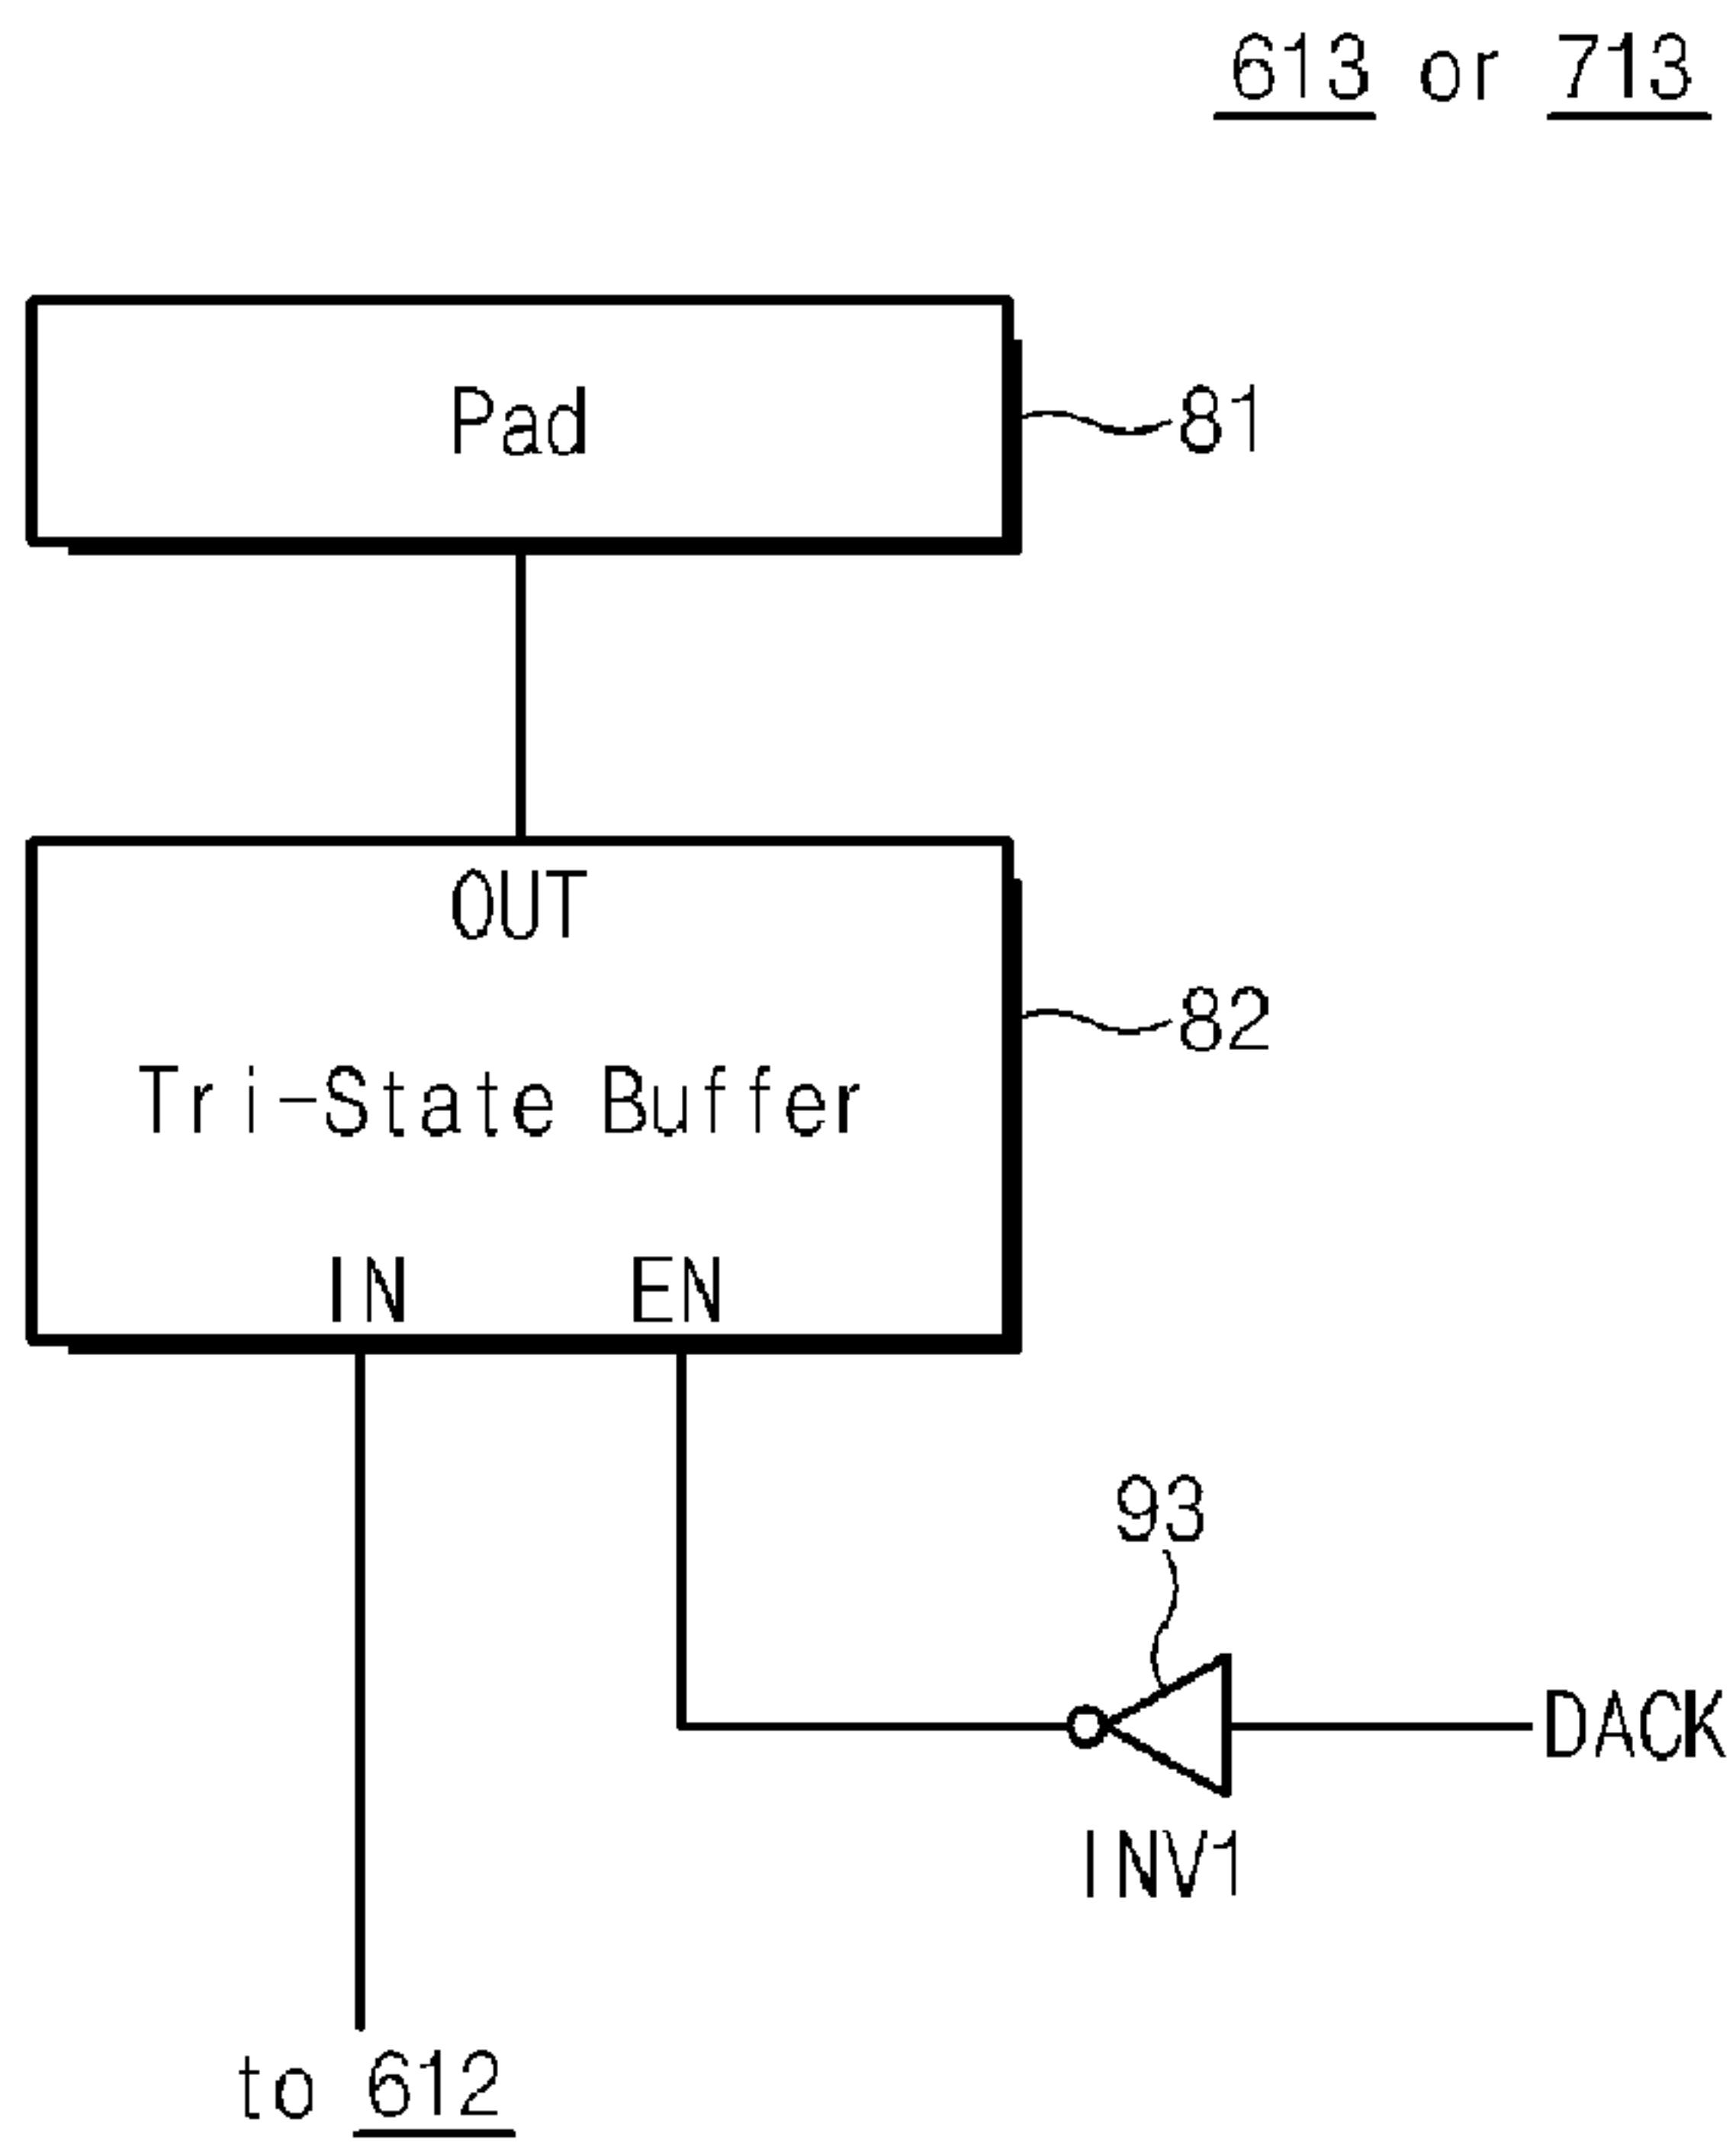 613 or 713
Pad
81
OUT
82
Tri-State Buffer
IN EN
93
DACK
INV1
to 612